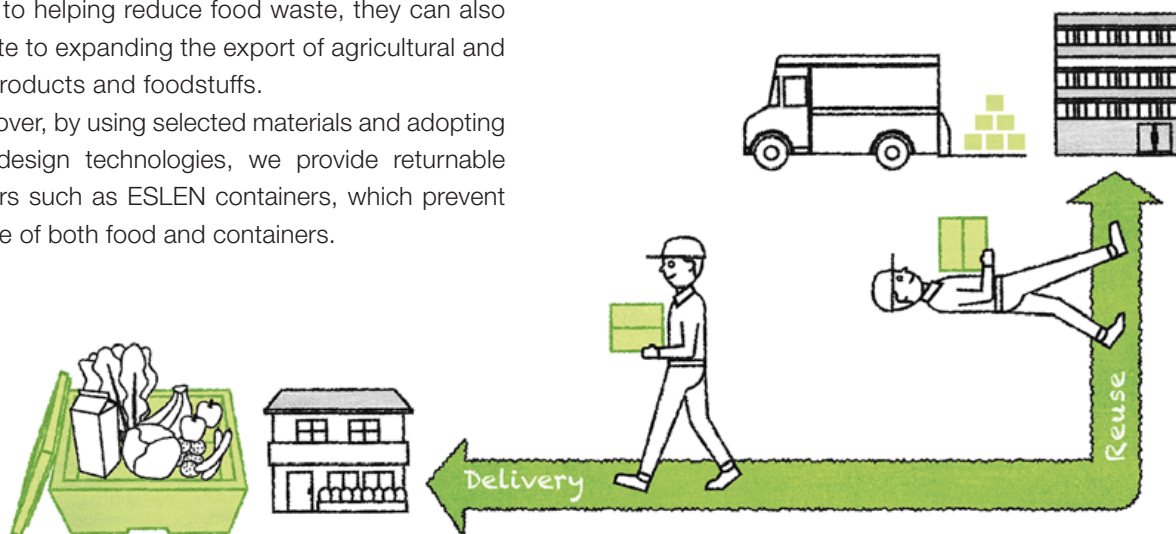 to helping reduce food waste, they can also
te to expanding the export of agricultural and
roducts and foodstuffs.
over, by using selected materials and adopting
design technologies, we provide returnable
rs such as ESLEN containers, which prevent
e of both food and containers.
Delivery
Reuse